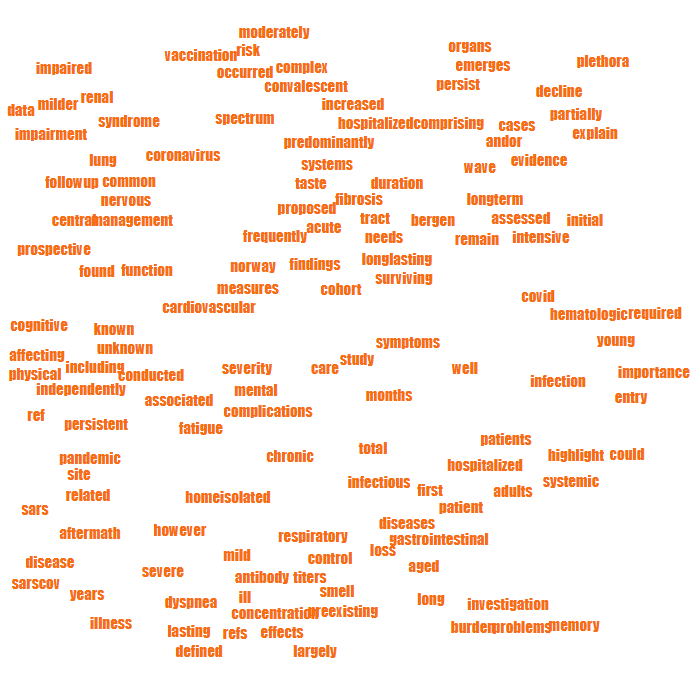 moderately
vaccination risk organs
impaired occurred complex emerges plethora
convalescent persist decline
data milder renal increased
syndrome spectrum hospitalized comprising cases partially
impairment predominantly andor explain
lung coronavirus systems wave evidence
followup common taste duration
nervous proposed fibrosis longterm
central management acute tract bergen assessed initial
prospective frequently needs remain intensive
found function norway findings longlasting
measures cohort surviving
cardiovascular covid
cognitive known hematologic required
affecting unknown symptoms young
physical including conducted severity care study well importance
independently associated mental months infection entry
ref persistent fatigue complications
pandemic chronic total patients highlight could
site infectious hospitalized systemic
related homeisolated first adults
sars patient
aftermath however respiratory diseases gastrointestinal
disease mild control loss aged
sarscov severe antibody titers
years dyspnea ill smell long investigation
illness concentration preexisting
lasting refs effects burden problems memory
defined largely